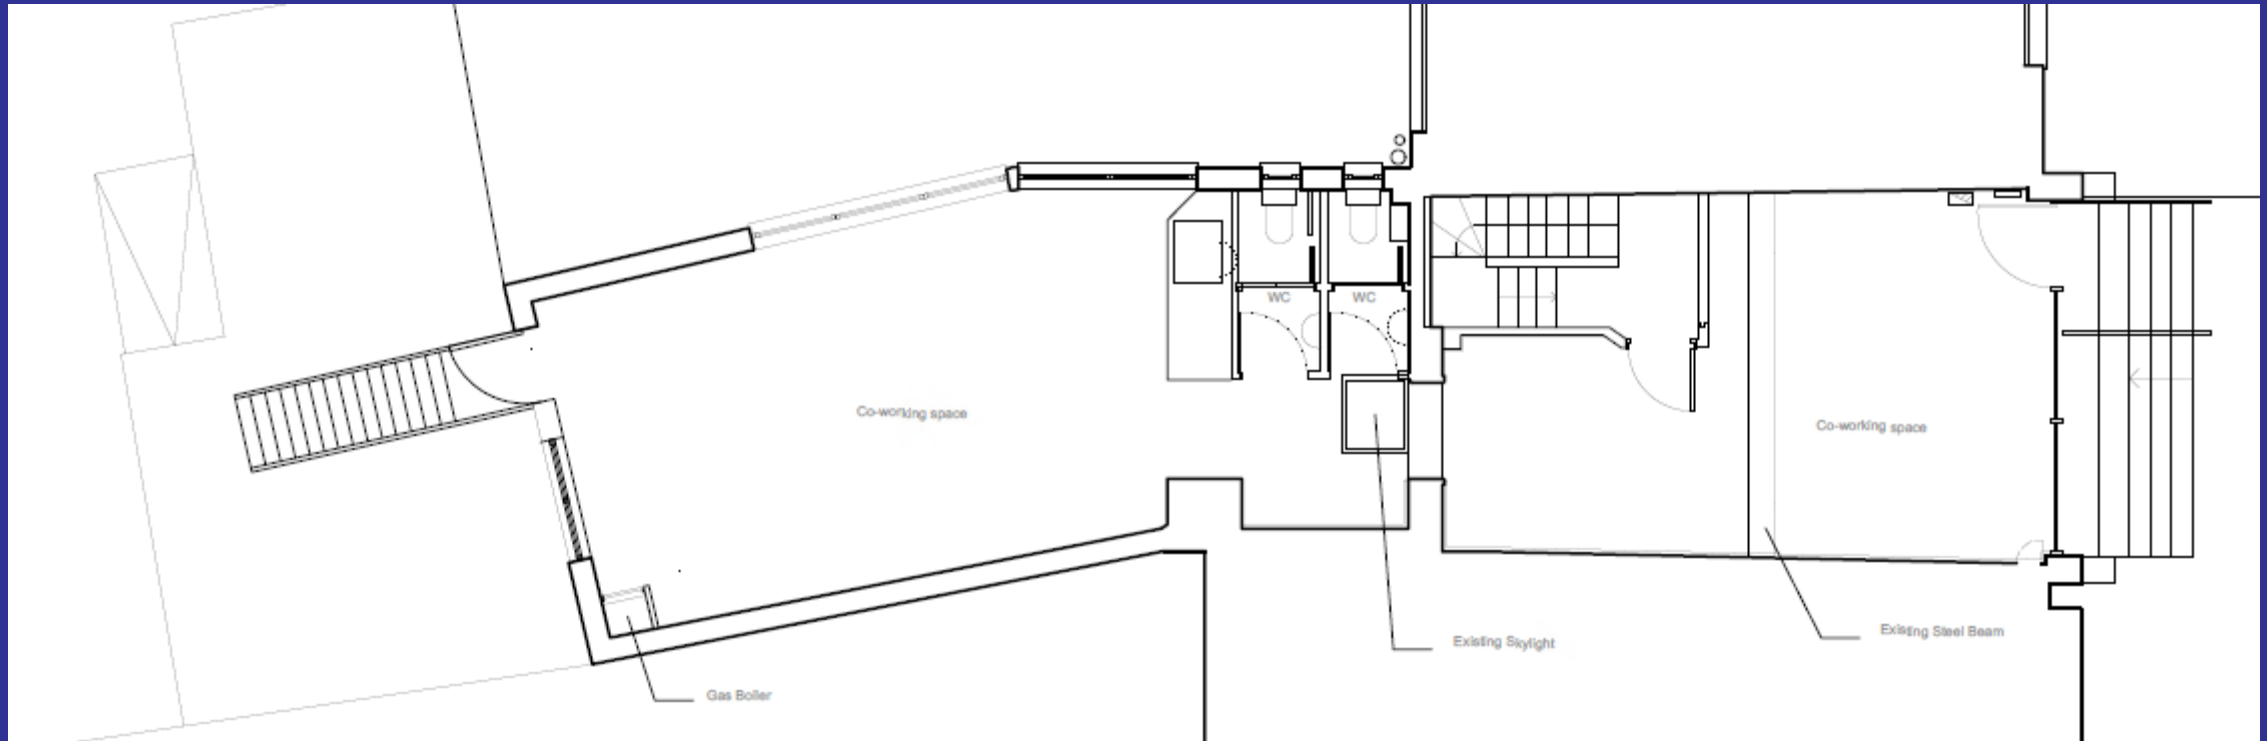 WC
WC
Co-working space
Co-working space
Existing Steel Beam
Existing Skylight
Gas Boiler